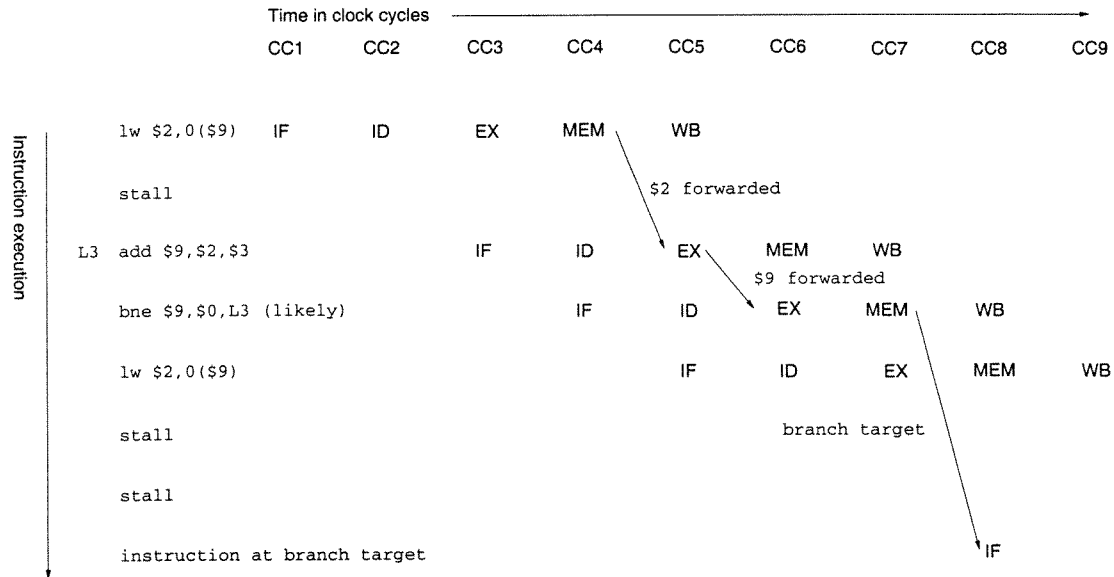 Time in clock cycles
CC1 CC2 CC3 CC4 CC5 CC6 CC7 CC8 CC9
Instruction execution
lw $2,0($9) IF ID EX MEM WB
stall $2 forwarded
L3 add $9,$2,$3 IF ID EX MEM WB
$9 forwarded
bne $9,$0,L3 (likely) IF ID EX MEM WB
lw $2,0($9) IF ID EX MEM WB
stall branch target
stall
instruction at branch target IF